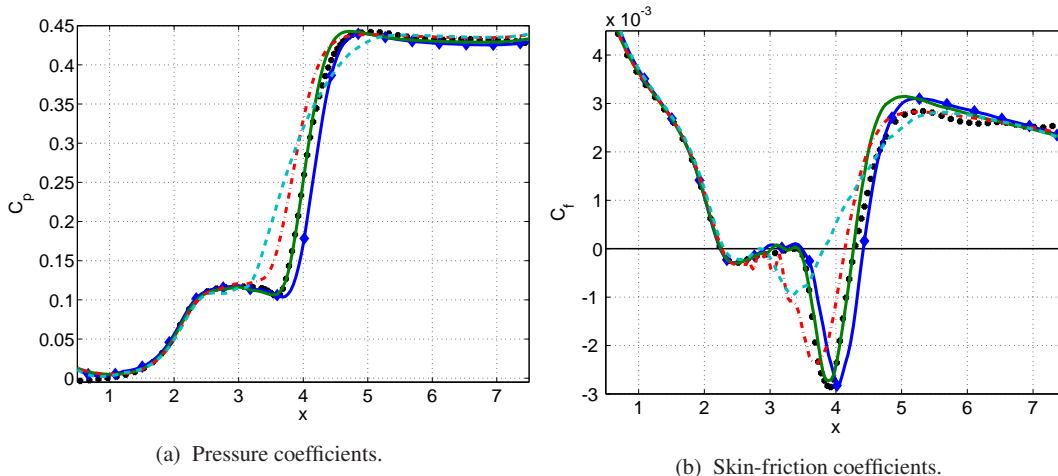 0.45
0.4
0.35
0.3
0.25
0.2
0.15
0.1
0.05
0
C_p
1 2 3 4 5 6 7
x
(a) Pressure coefficients.
x 10⁻³
4
3
2
1
0
-1
-2
-3
C_f
1 2 3 4 5 6 7
x
(b) Skin-friction coefficients.